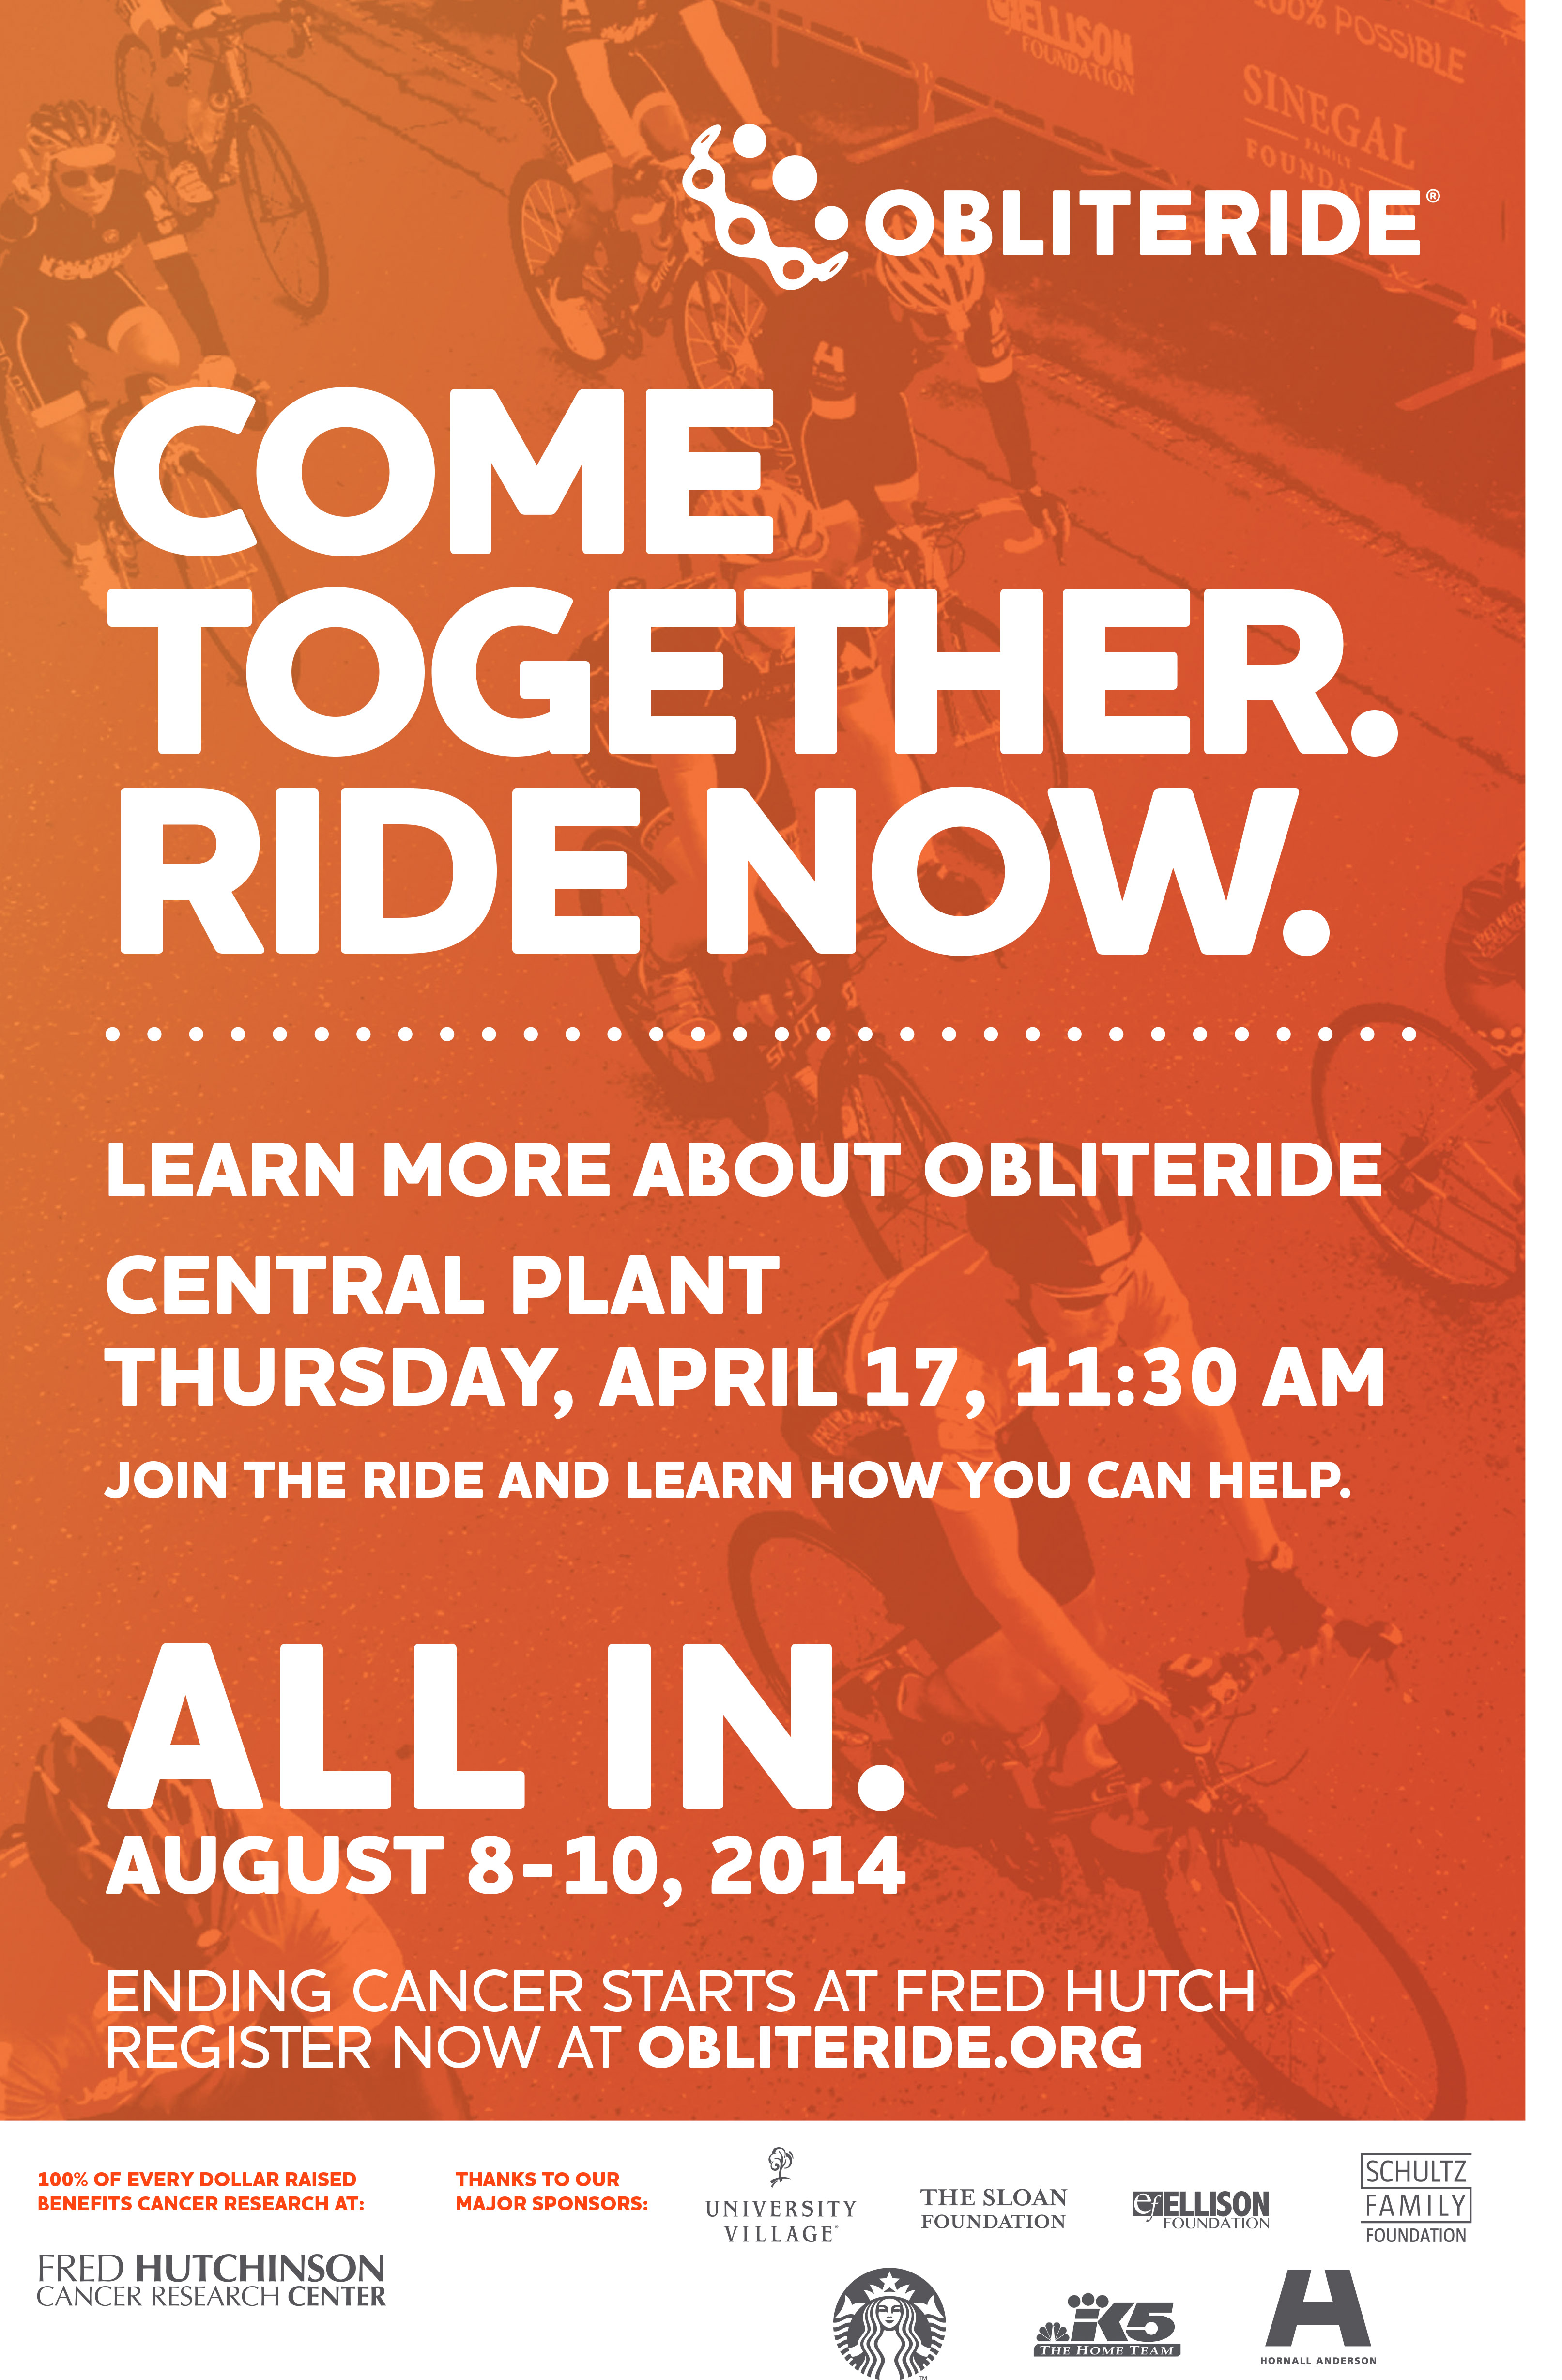 ELLISON
FOUNDATION
100% POSSIBLE
SINEGAL
FAMILY
OBLITERIDE®
COME
TOGETHER.
RIDE NOW.
LEARN MORE ABOUT OBLITERIDE
CENTRAL PLANT
THURSDAY, APRIL 17, 11:30 AM
JOIN THE RIDE AND LEARN HOW YOU CAN HELP.
ALL IN.
AUGUST 8-10, 2014
ENDING CANCER STARTS AT FRED HUTCH
REGISTER NOW AT OBLITERIDE.ORG
100% OF EVERY DOLLAR RAISED
BENEFITS CANCER RESEARCH AT:
FRED HUTCHINSON
CANCER RESEARCH CENTER
THANKS TO OUR
MAJOR SPONSORS:
UNIVERSITY
VILLAGE®
THE SLOAN
FOUNDATION
ef ELLISON
FOUNDATION
SCHULTZ
FAMILY
FOUNDATION
TM
K5
THE HOME TEAM
HORNALL ANDERSON